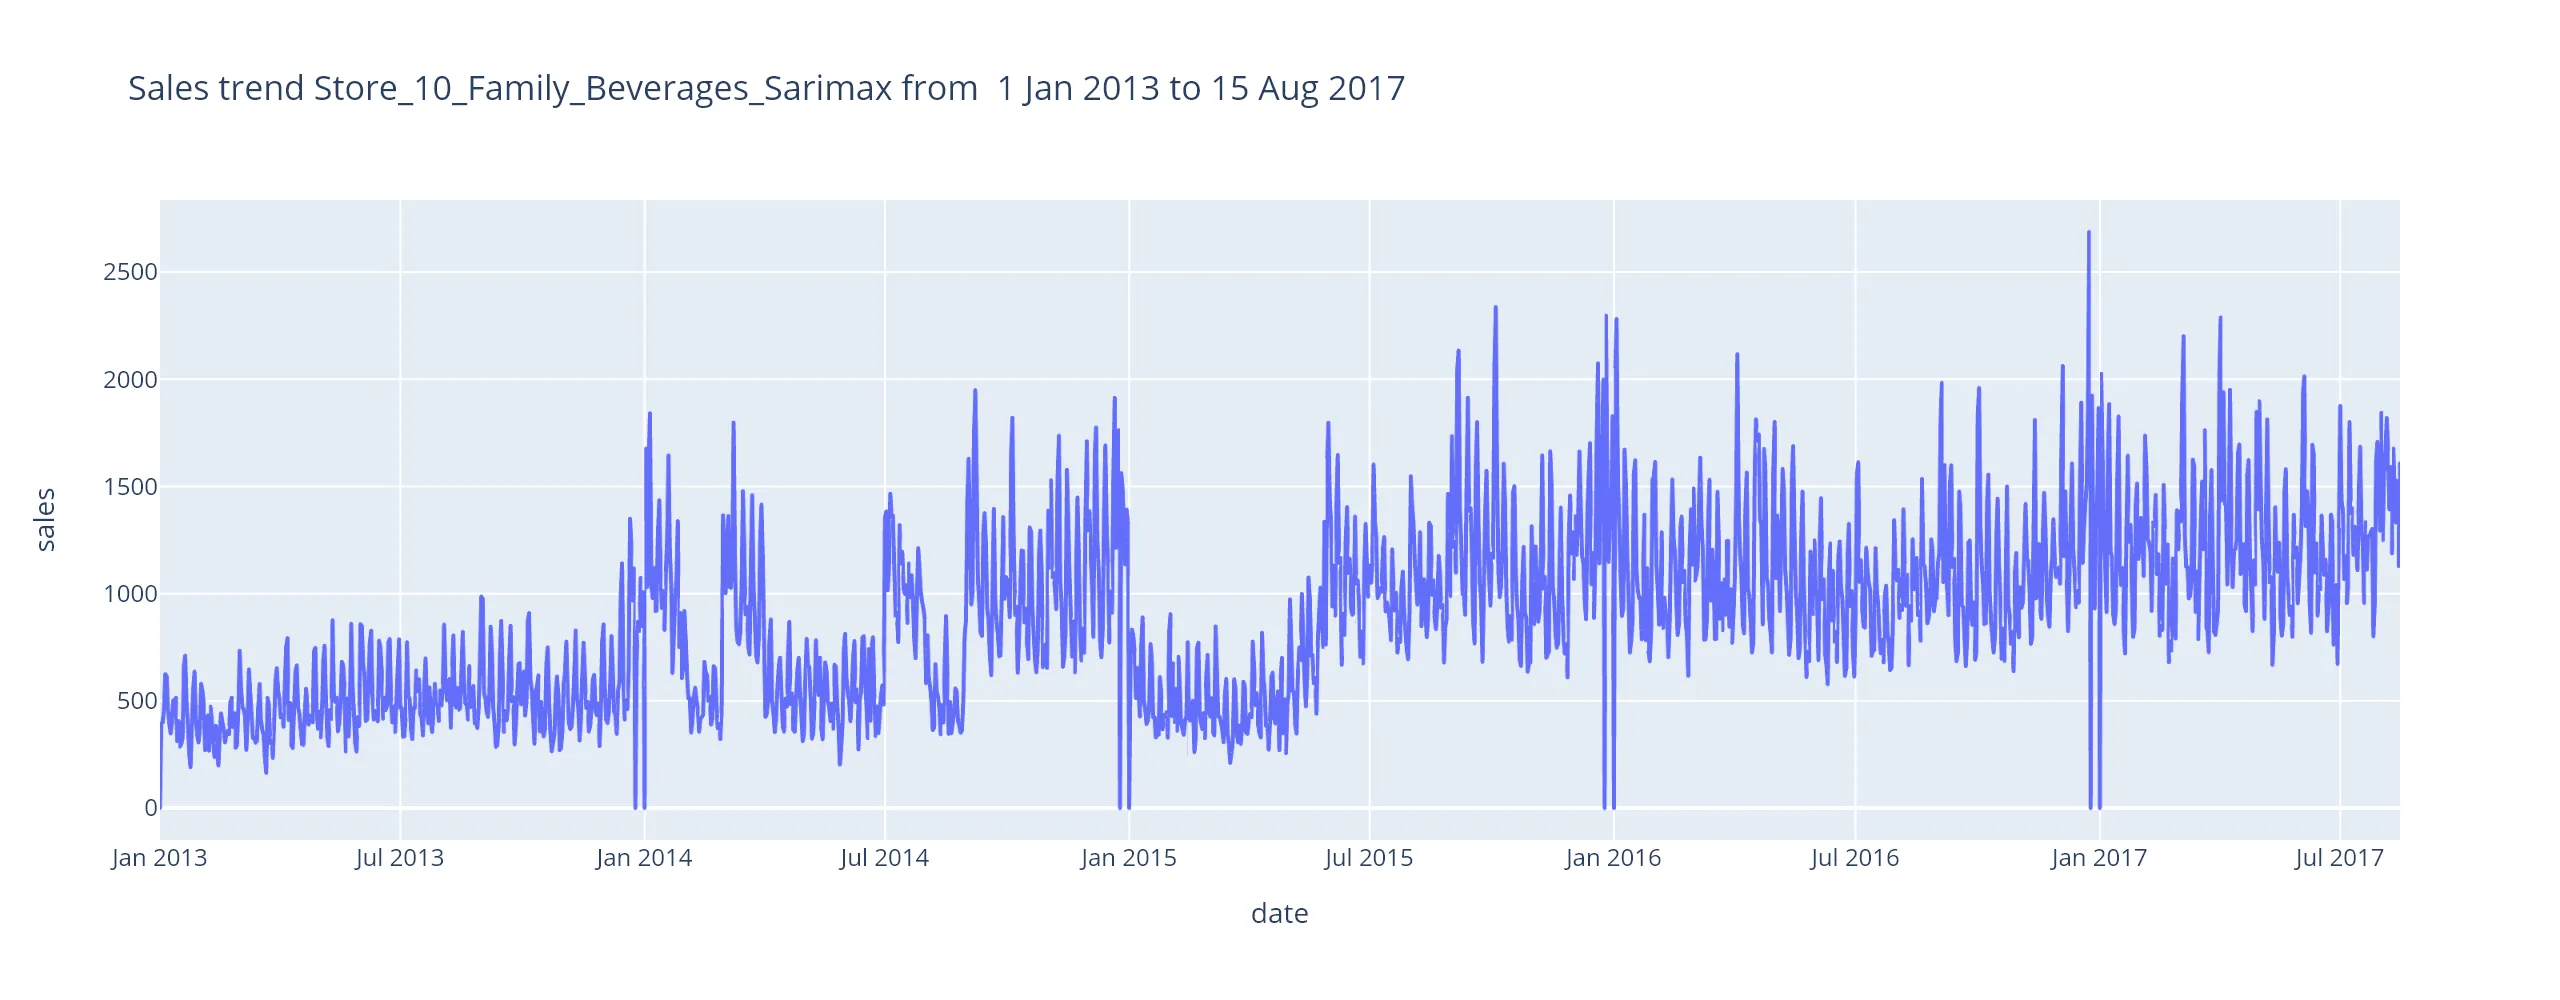 Sales trend Store_10_Family_Beverages_Sarimax from  1 Jan 2013 to 15 Aug 2017
2500
2000
1500
1000
500
0
sales
Jan 2013 Jul 2013 Jan 2014 Jul 2014 Jan 2015 Jul 2015 Jan 2016 Jul 2016 Jan 2017 Jul 2017
date